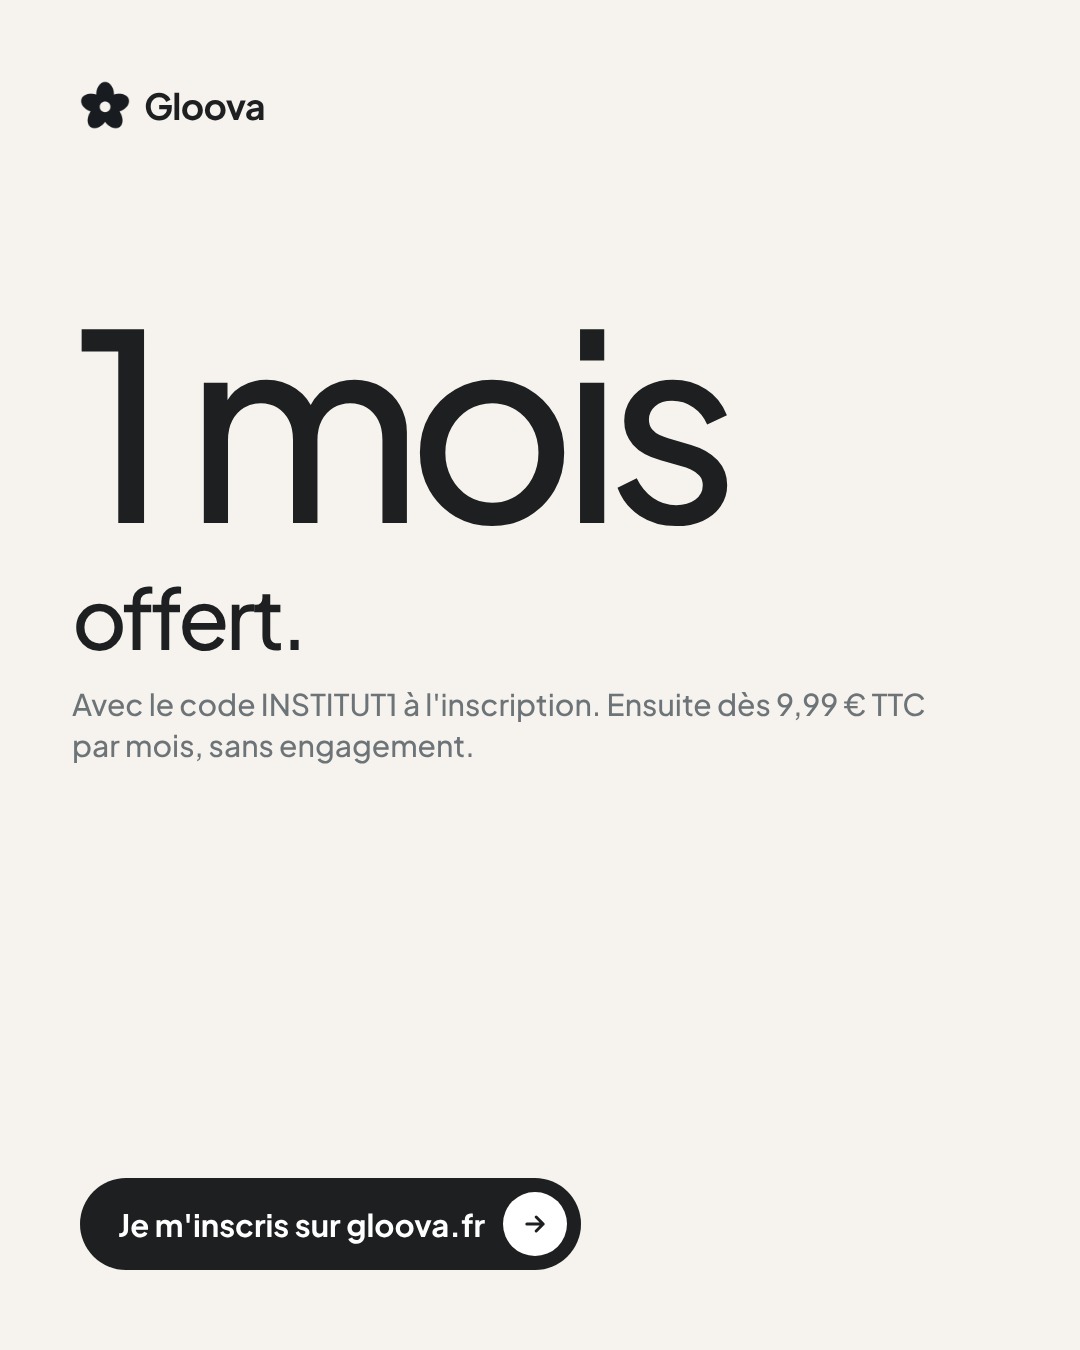 Gloova
1 mois
offert.
Avec le code INSTITUT1 à l'inscription. Ensuite dès 9,99 € TTC
par mois, sans engagement.
Je m'inscris sur gloova.fr